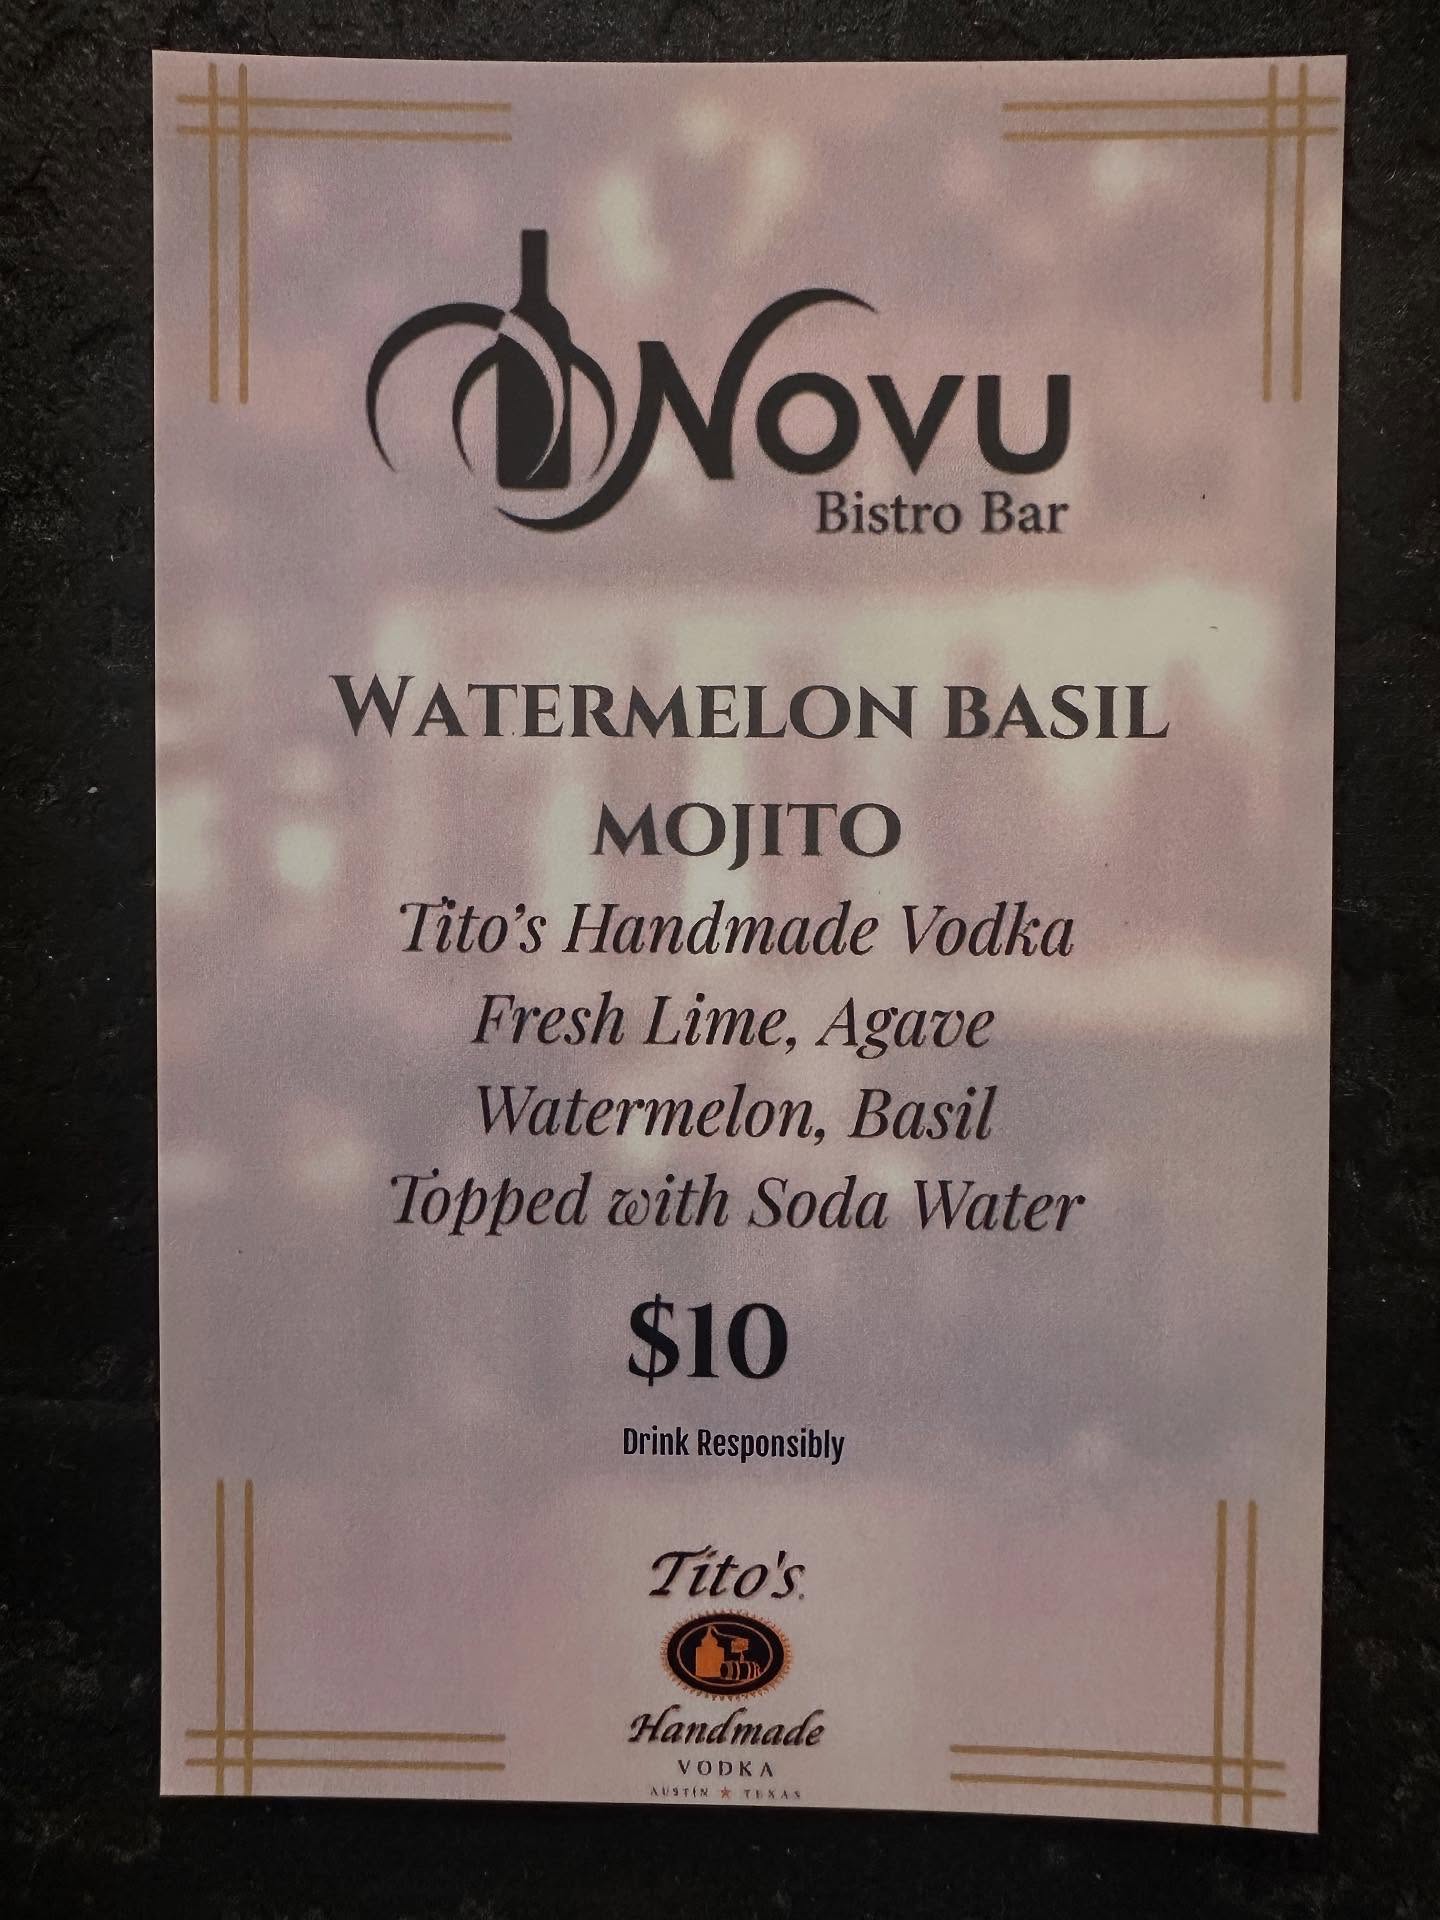 Novu
Bistro Bar
WATERMELON BASIL
MOJITO
Tito's Handmade Vodka
Fresh Lime, Agave
Watermelon, Basil
Topped with Soda Water
$10
Drink Responsibly
Tito's
Handmade
VODKA
AUSTIN ★ TEXAS